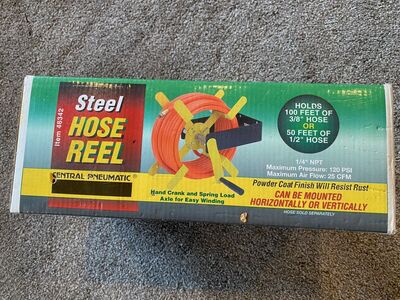 Item 48342
Steel
HOSE
REEL
CENTRAL PNEUMATIC®
Hand Crank and Spring Load
Axle for Easy Winding
HOLDS
100 FEET OF
3/8" HOSE
OR
50 FEET OF
1/2" HOSE
1/4" NPT
Maximum Pressure: 120 PSI
Maximum Air Flow: 25 CFM
Powder Coat Finish Will Resist Rust
CAN BE MOUNTED
HORIZONTALLY OR VERTICALLY
HOSE SOLD SEPARATELY